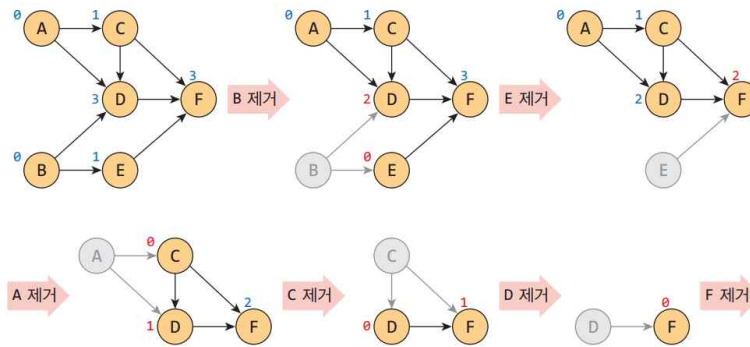 0 A 1 C 3 D 3 F 0 B 1 E
B 제거
0 A 1 C 2 D 3 F B 0 E
E 제거
0 A 1 C 2 D 2 F E
A 제거
A 0 C 1 D 2 F
C 제거
C 0 D 1 F
D 제거
D 0 F
F 제거